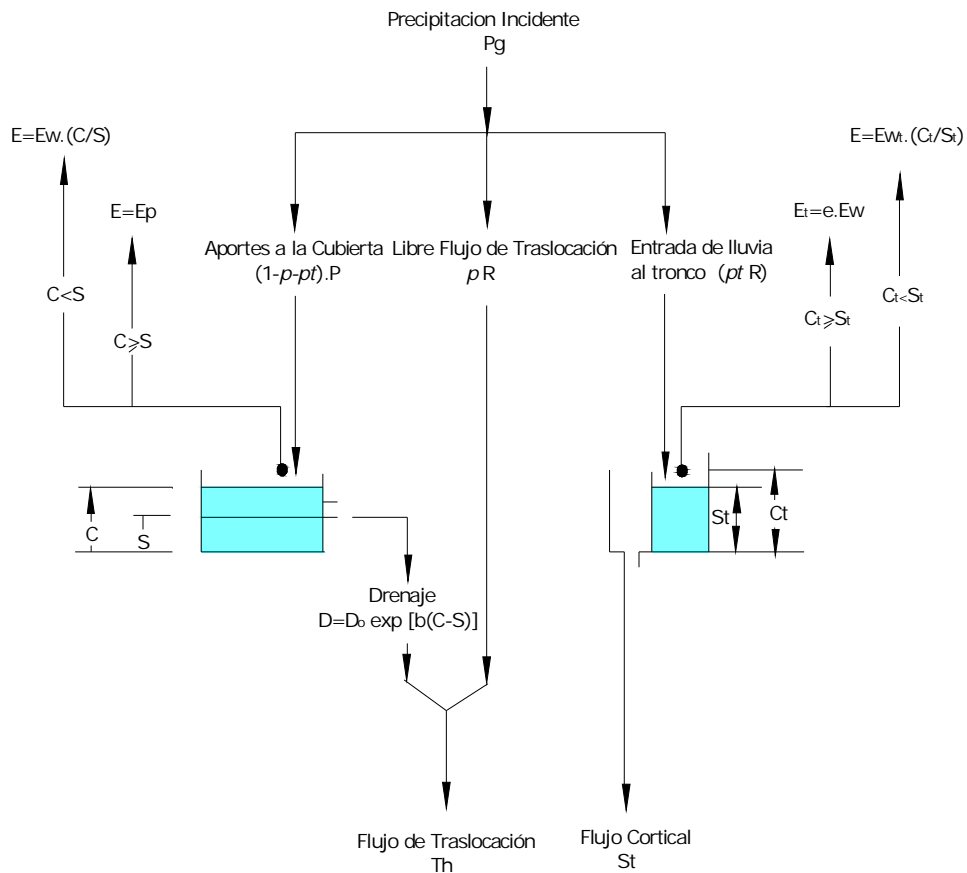 Precipitacion Incidente
Pg
E=Ew.(C/S)
E=Ewt.(Ct/St)
E=Ep
Et=e.Ew
Aportes a la Cubierta
(1-p-pt).P
Libre Flujo de Traslocación
p R
Entrada de lluvia
al tronco (pt R)
C<S
C⩾S
Ct⩾St
Ct<St
C
S
St
Ct
Drenaje
D=Do exp [b(C-S)]
Flujo de Traslocación
Th
Flujo Cortical
St